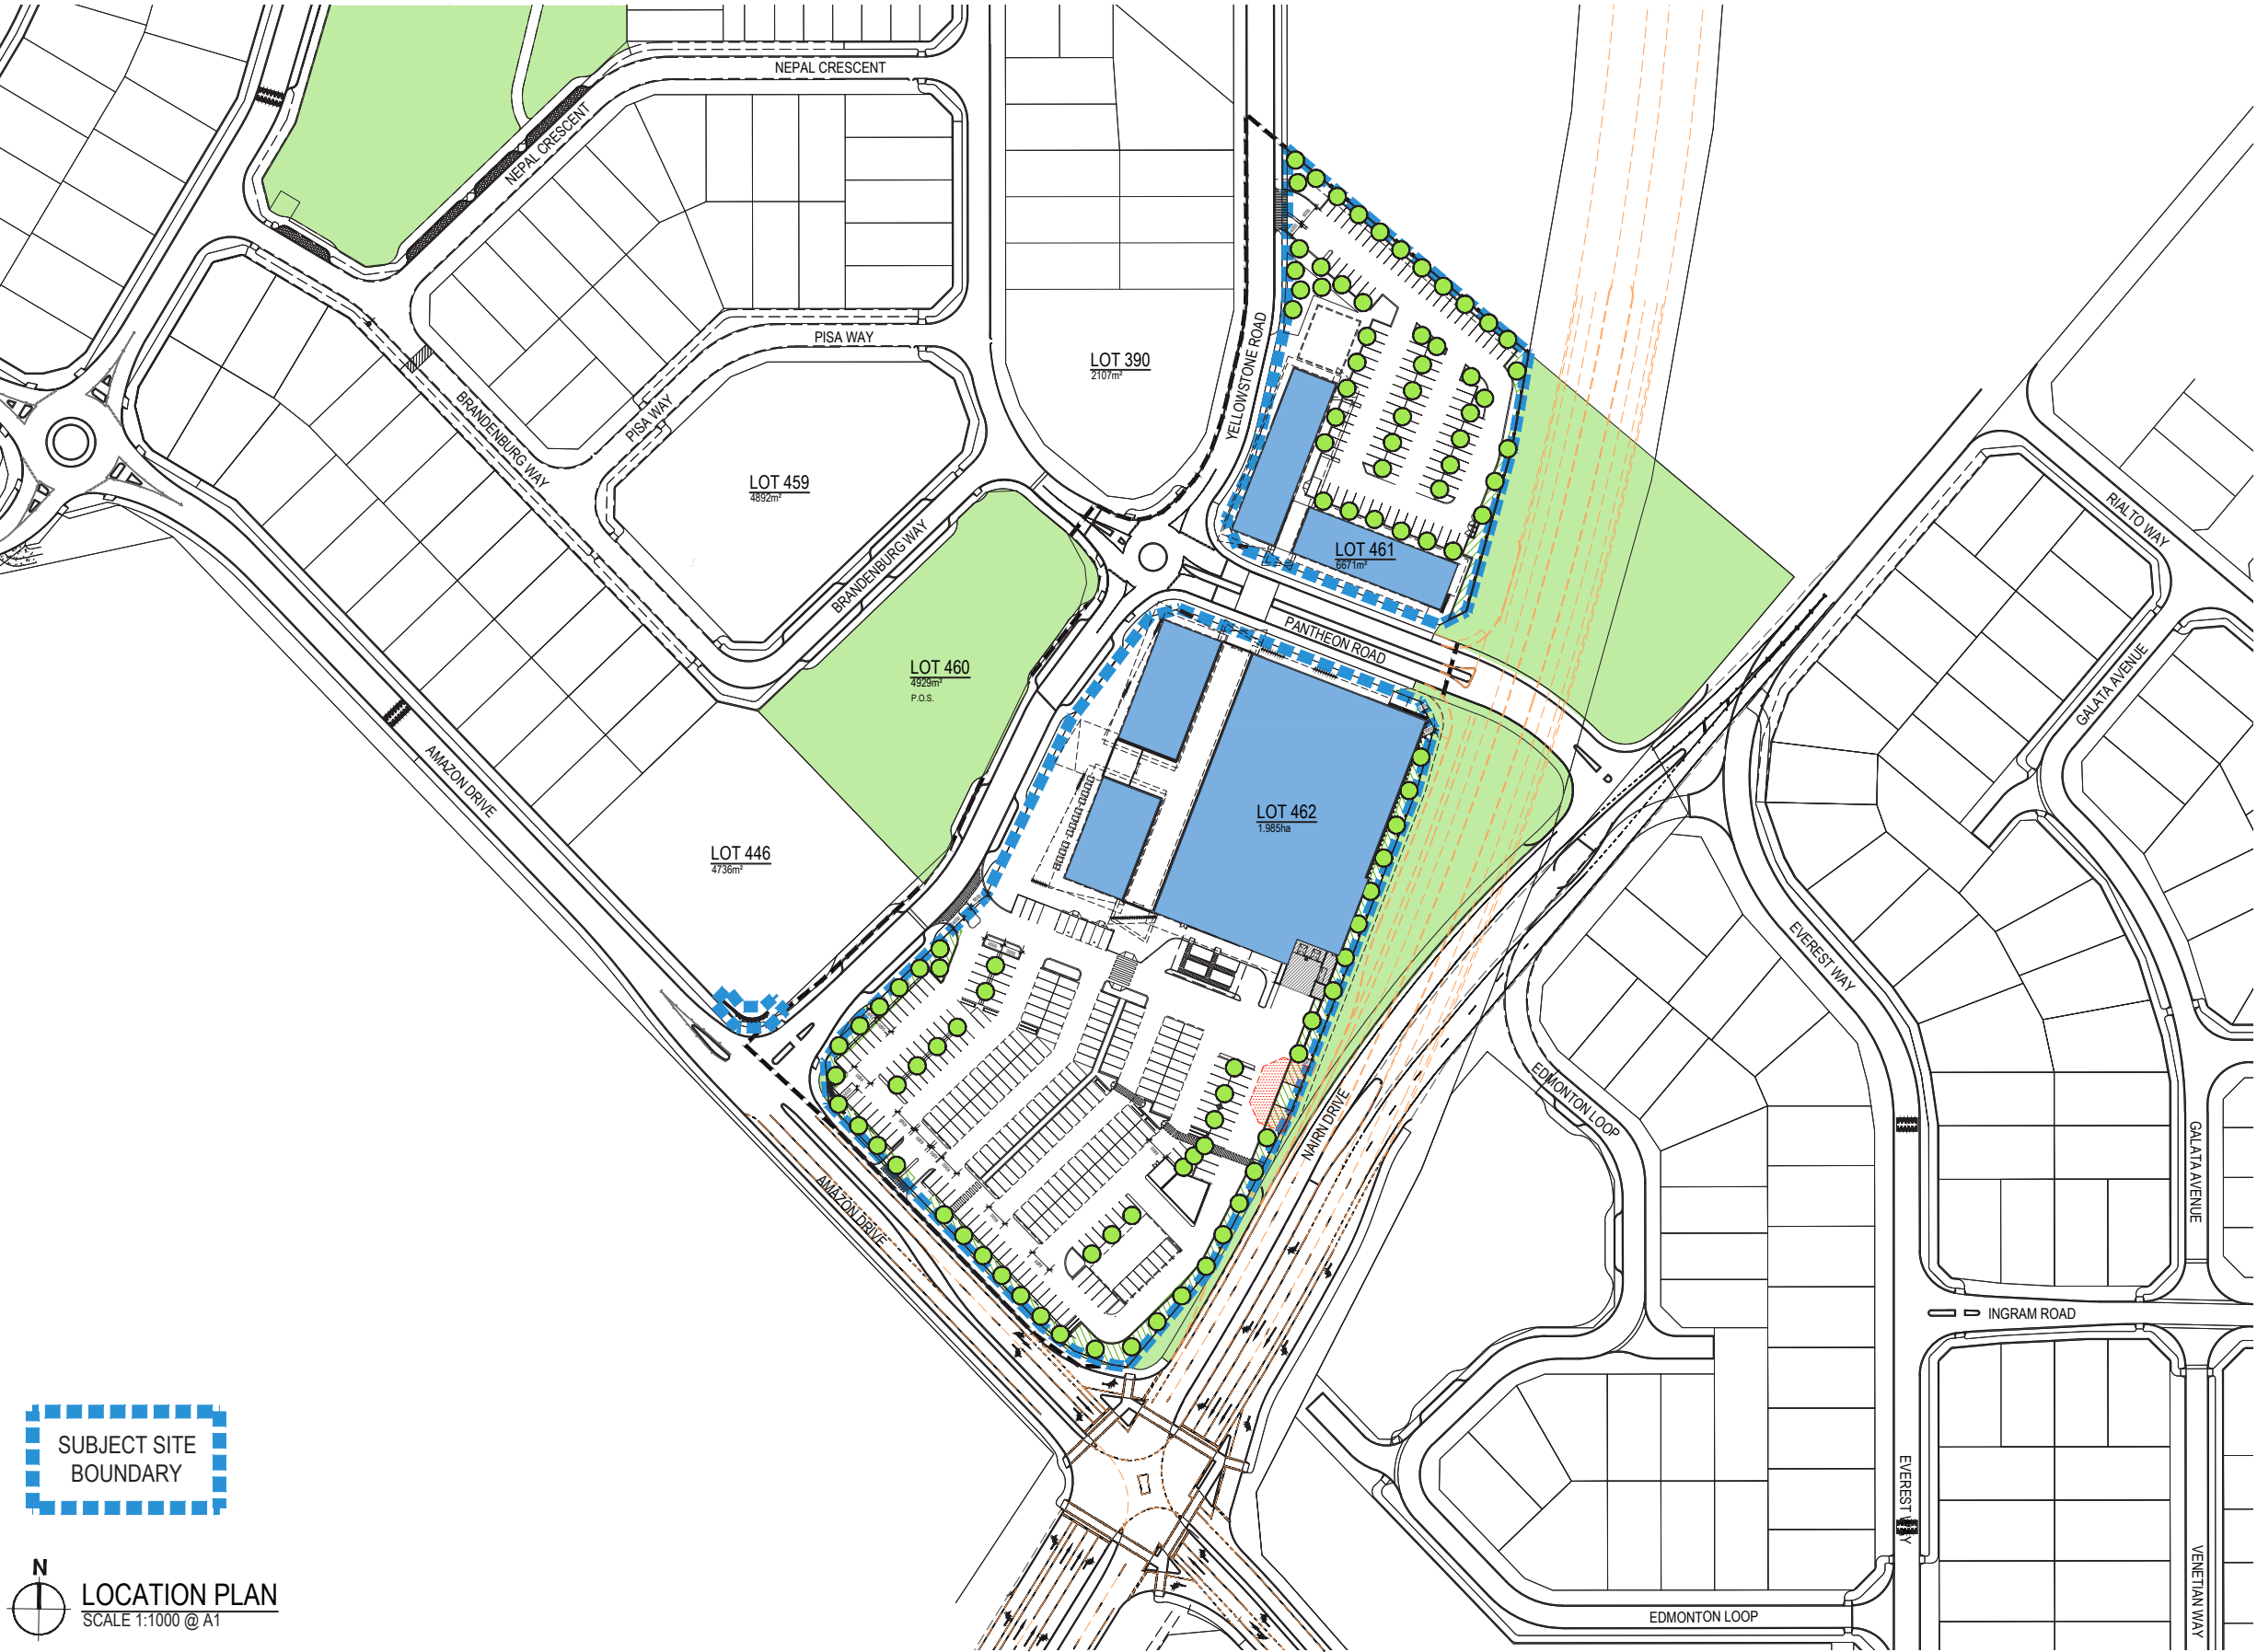 NEPAL CRESCENT
NEPAL CRESCENT
PISA WAY
PISA WAY
BRANDENBURG WAY
BRANDENBURG WAY
YELLOWSTONE ROAD
LOT 390
2107m²
LOT 459
4892m²
LOT 461
6671m²
PANTHEON ROAD
LOT 460
4929m²
P.O.S.
RIALTO WAY
GALATA AVENUE
AMAZON DRIVE
LOT 462
1.985ha
LOT 446
4736m²
EVEREST WAY
EDMONTON LOOP
NAIRN DRIVE
AMAZON DRIVE
GALATA AVENUE
INGRAM ROAD
SUBJECT SITE
BOUNDARY
EVEREST WAY
VENETIAN WAY
EDMONTON LOOP
N
LOCATION PLAN
SCALE 1:1000 @ A1